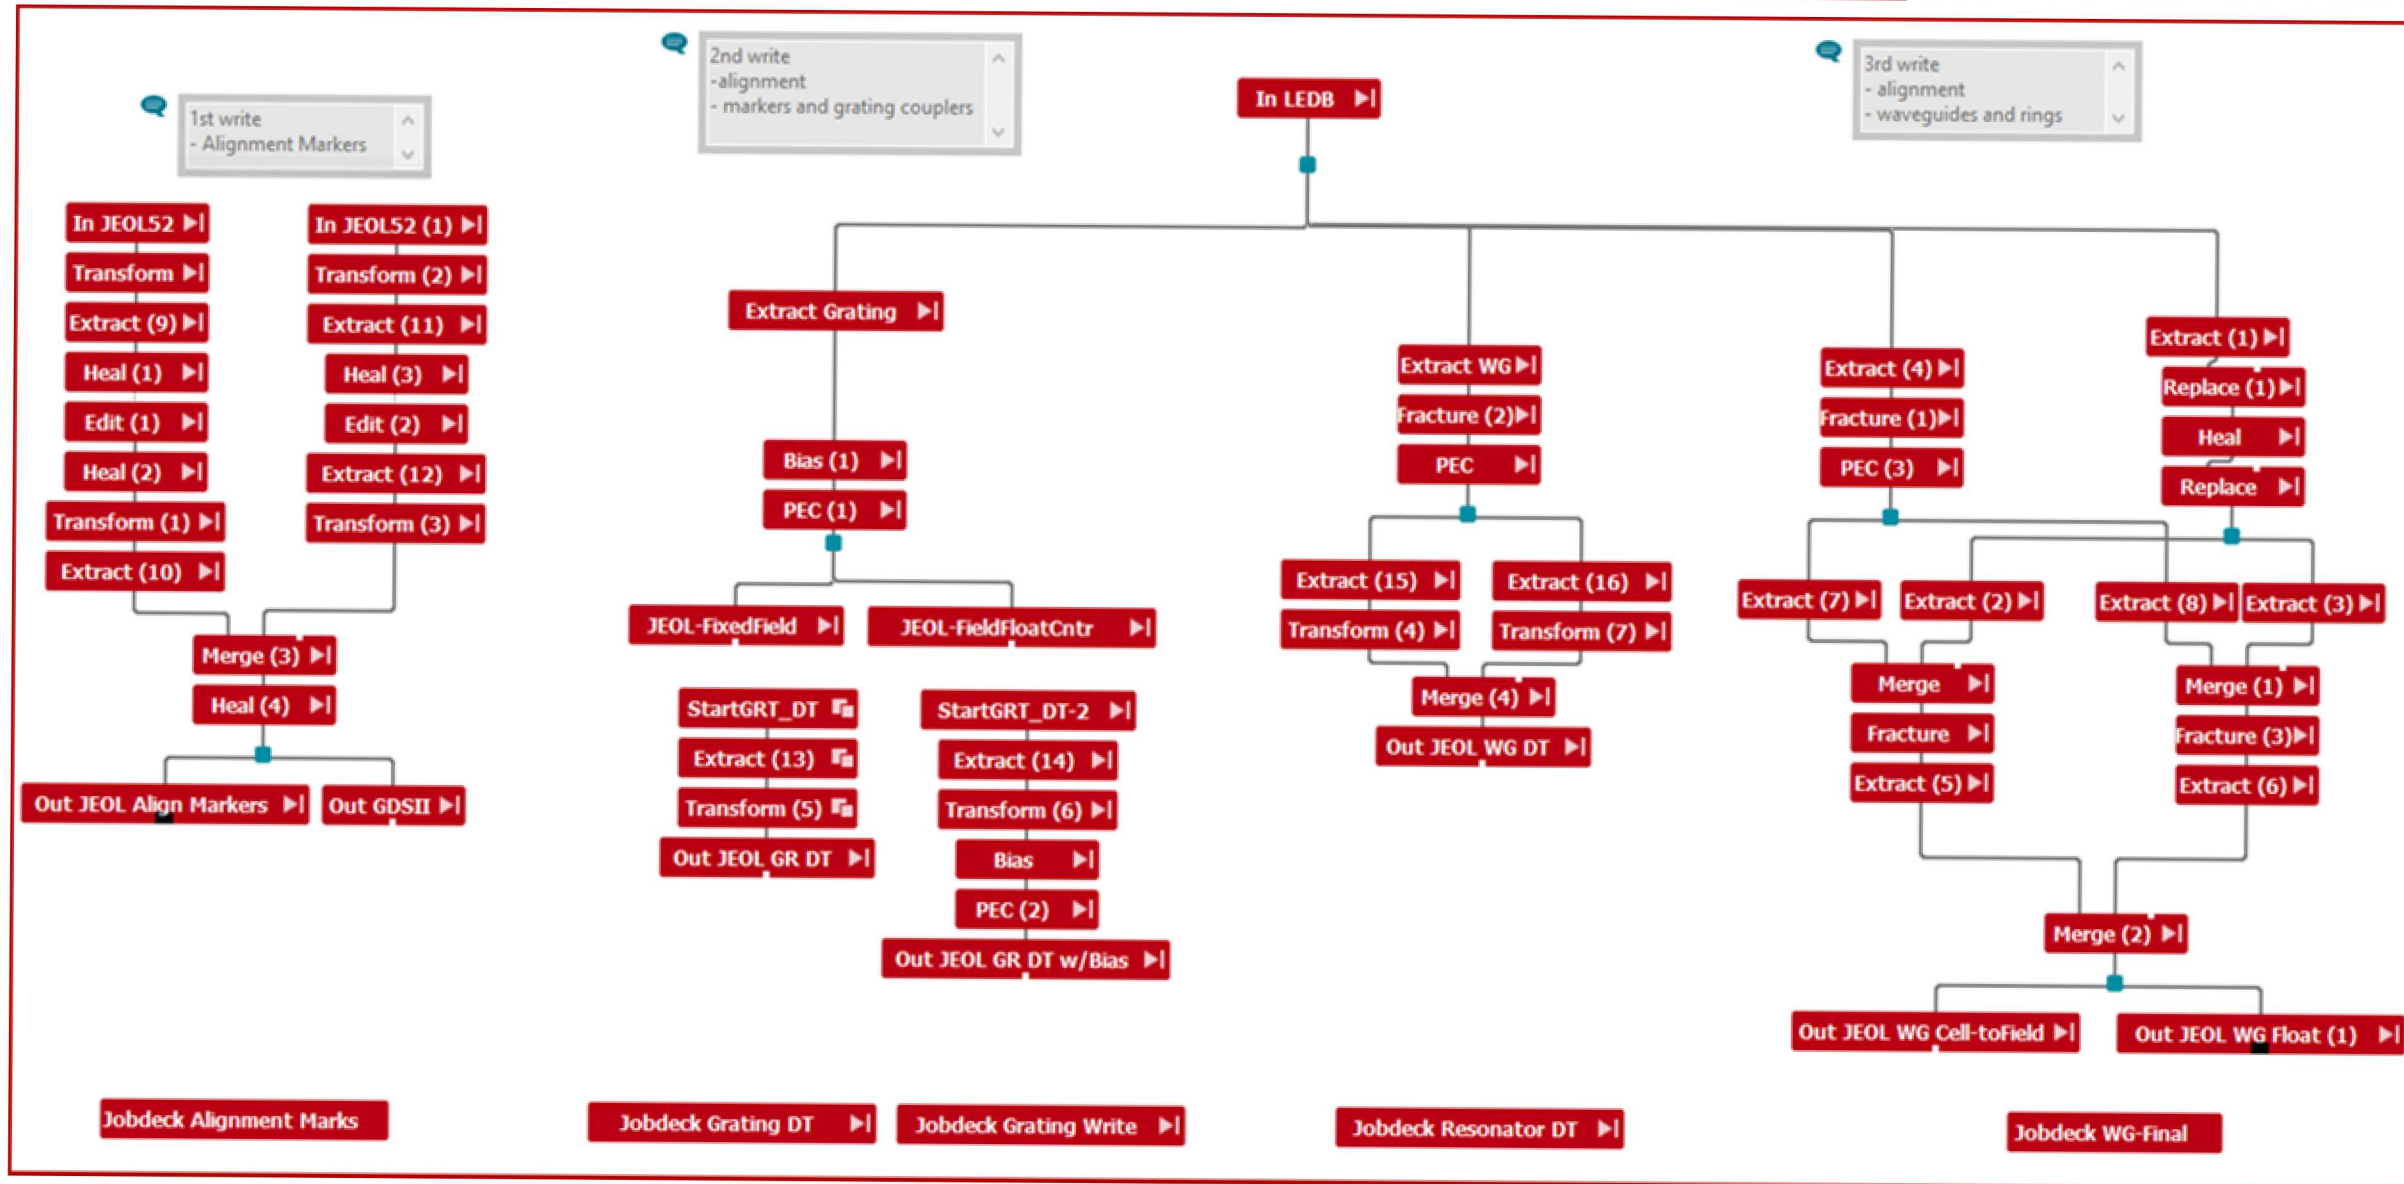 1st write
- Alignment Markers
2nd write
-alignment
- markers and grating couplers
In LEDB
3rd write
- alignment
- waveguides and rings
In JEOL52
Transform
Extract (9)
Heal (1)
Edit (1)
Heal (2)
Transform (1)
Extract (10)
In JEOL52 (1)
Transform (2)
Extract (11)
Heal (3)
Edit (2)
Extract (12)
Transform (3)
Merge (3)
Heal (4)
Out JEOL Align Markers
Out GDSII
Extract Grating
Bias (1)
PEC (1)
JEOL-FixedField
JEOL-FieldFloatCntr
StartGRT_DT
Extract (13)
Transform (5)
Out JEOL GR DT
StartGRT_DT-2
Extract (14)
Transform (6)
Bias
PEC (2)
Out JEOL GR DT w/Bias
Extract WG
Fracture (2)
PEC
Extract (15)
Transform (4)
Extract (16)
Transform (7)
Merge (4)
Out JEOL WG DT
Extract (4)
Fracture (1)
PEC (3)
Extract (1)
Replace (1)
Heal
Replace
Extract (7)
Extract (2)
Extract (8)
Extract (3)
Merge
Fracture
Extract (5)
Merge (1)
Fracture (3)
Extract (6)
Merge (2)
Out JEOL WG Cell-toField
Out JEOL WG Float (1)
Jobdeck Alignment Marks
Jobdeck Grating DT
Jobdeck Grating Write
Jobdeck Resonator DT
Jobdeck WG-Final